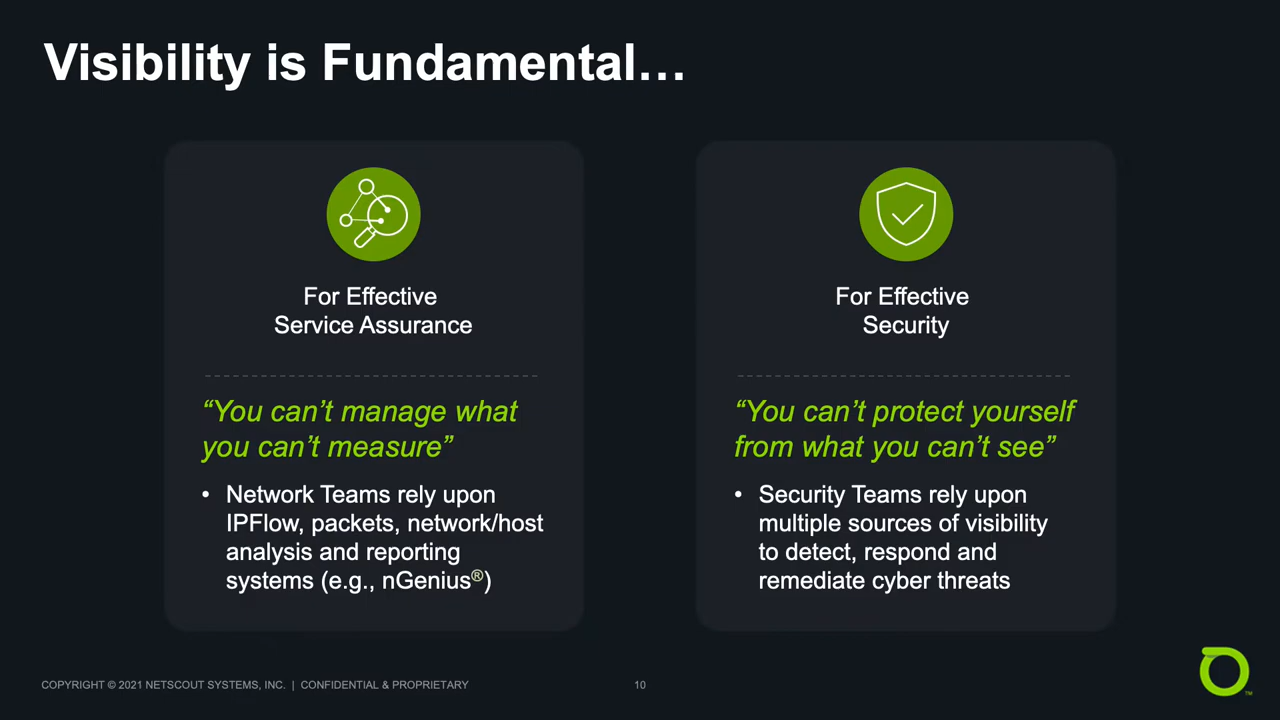 Visibility is Fundamental…
For Effective
Service Assurance
“You can’t manage what
you can’t measure”
• Network Teams rely upon
IPFlow, packets, network/host
analysis and reporting
systems (e.g., nGenius®)
For Effective
Security
“You can’t protect yourself
from what you can’t see”
• Security Teams rely upon
multiple sources of visibility
to detect, respond and
remediate cyber threats
COPYRIGHT © 2021 NETSCOUT SYSTEMS, INC. | CONFIDENTIAL & PROPRIETARY
10
™